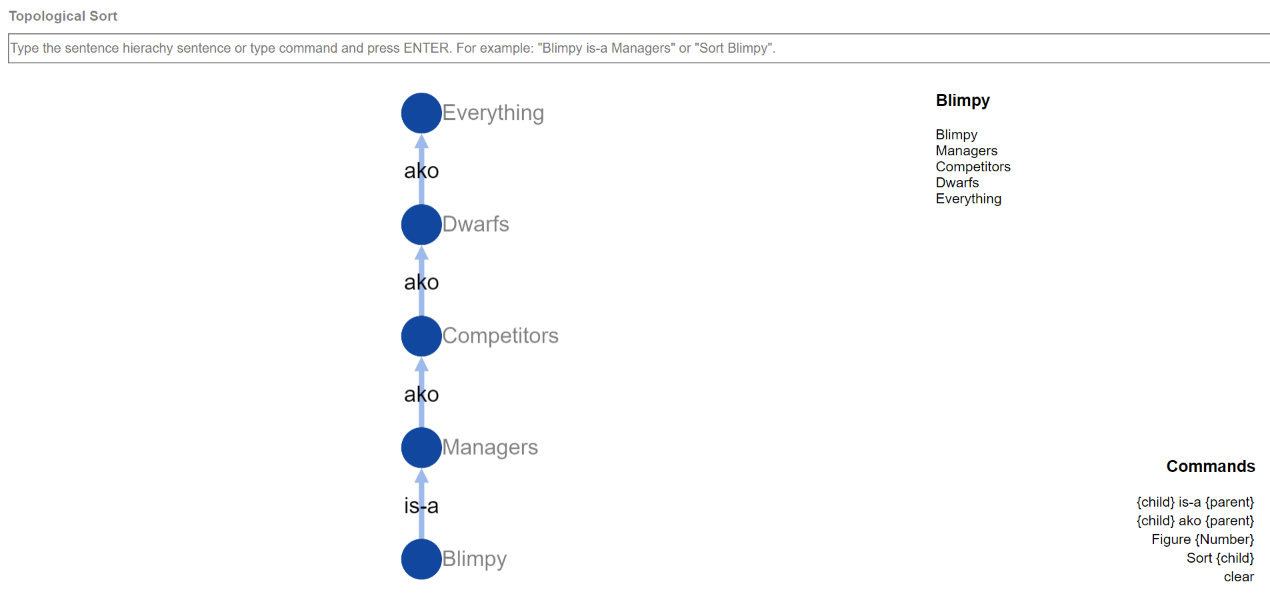 Topological Sort
Type the sentence hierachy sentence or type command and press ENTER. For example: "Blimpy is-a Managers" or "Sort Blimpy".
Everything
ako
Dwarfs
ako
Competitors
ako
Managers
is-a
Blimpy
Blimpy
Blimpy
Managers
Competitors
Dwarfs
Everything
Commands
{child} is-a {parent}
{child} ako {parent}
Figure {Number}
Sort {child}
clear